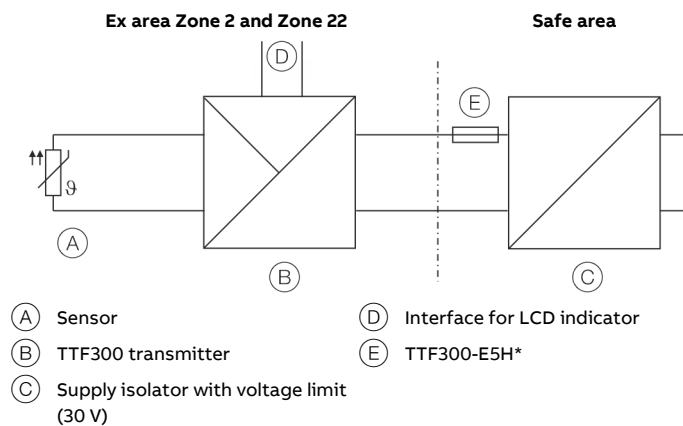 Ex area Zone 2 and Zone 22
Safe area
D
E
ϑ
A
B
C
A Sensor
B TTF300 transmitter
C Supply isolator with voltage limit
(30 V)
D Interface for LCD indicator
E TTF300-E5H*